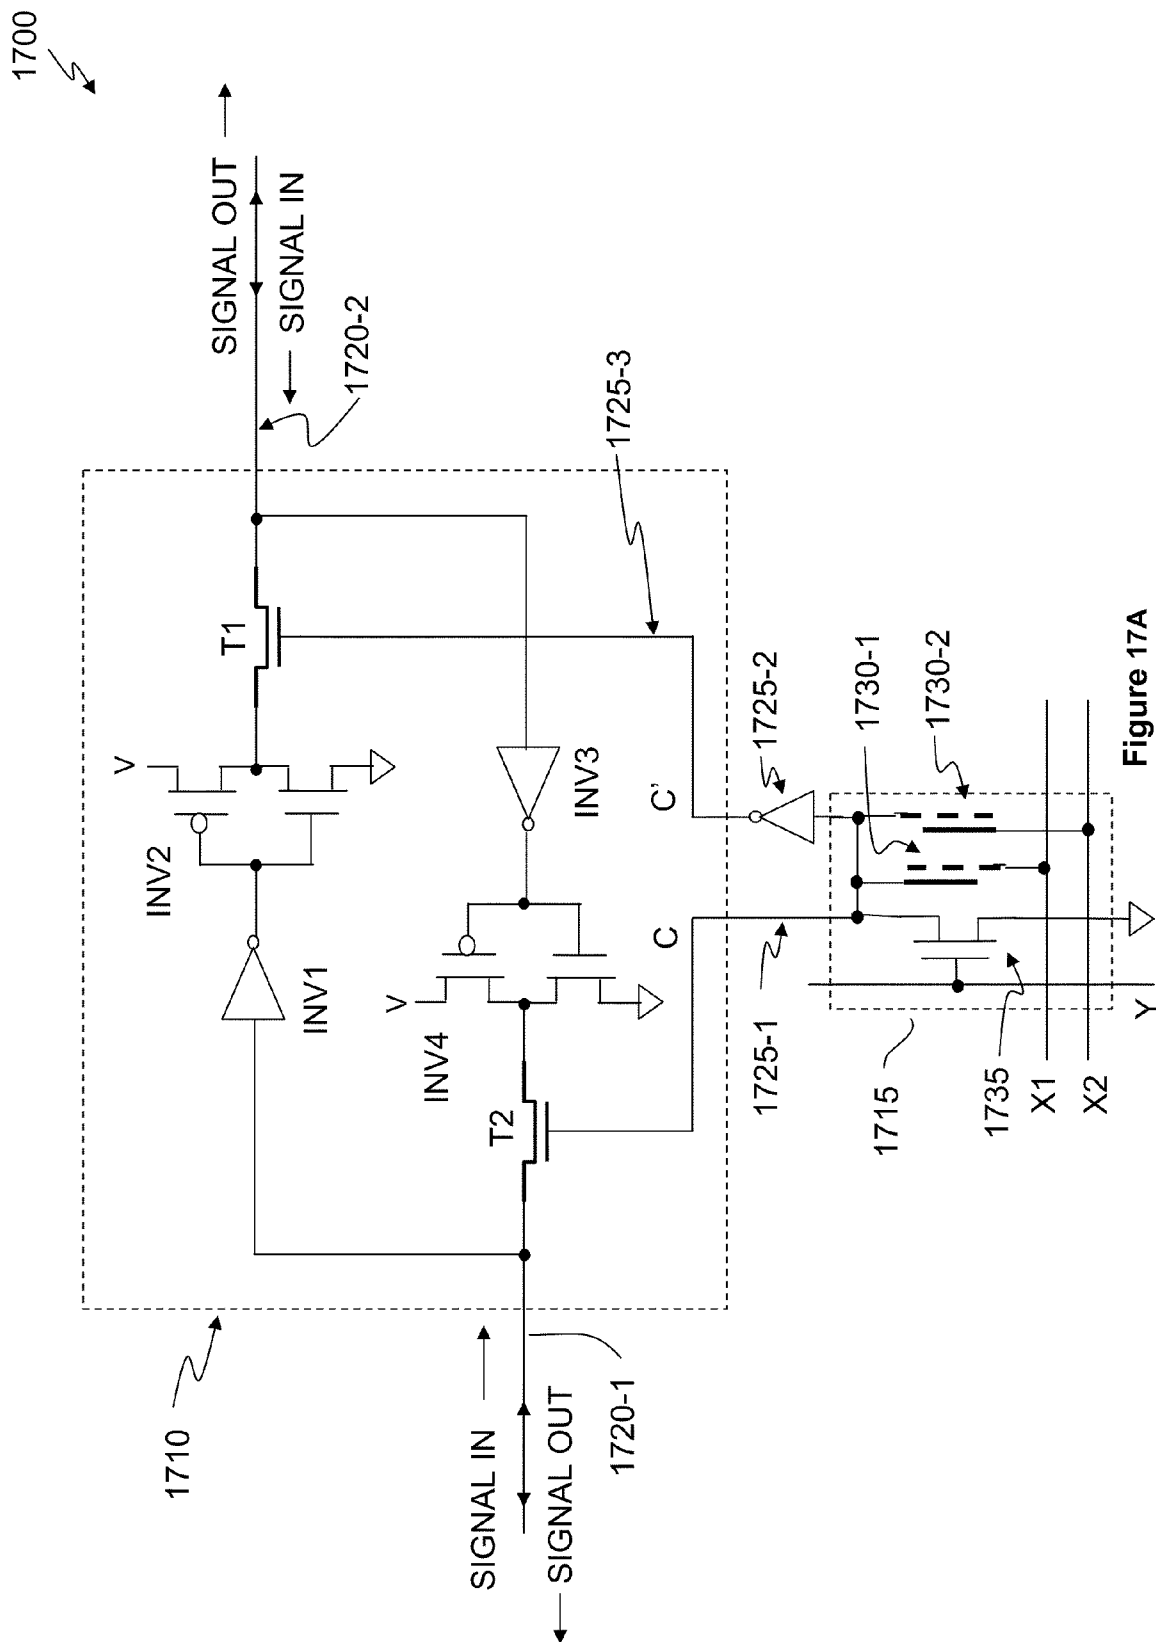 1700
SIGNAL OUT
SIGNAL IN
1720-2
1725-3
V
T1
INV2
INV1
INV3
V
INV4
T2
1710
SIGNAL IN
SIGNAL OUT
1720-1
C
C'
1725-1
1725-2
1730-1
1730-2
1715
1735
X1
X2
Y
Figure 17A